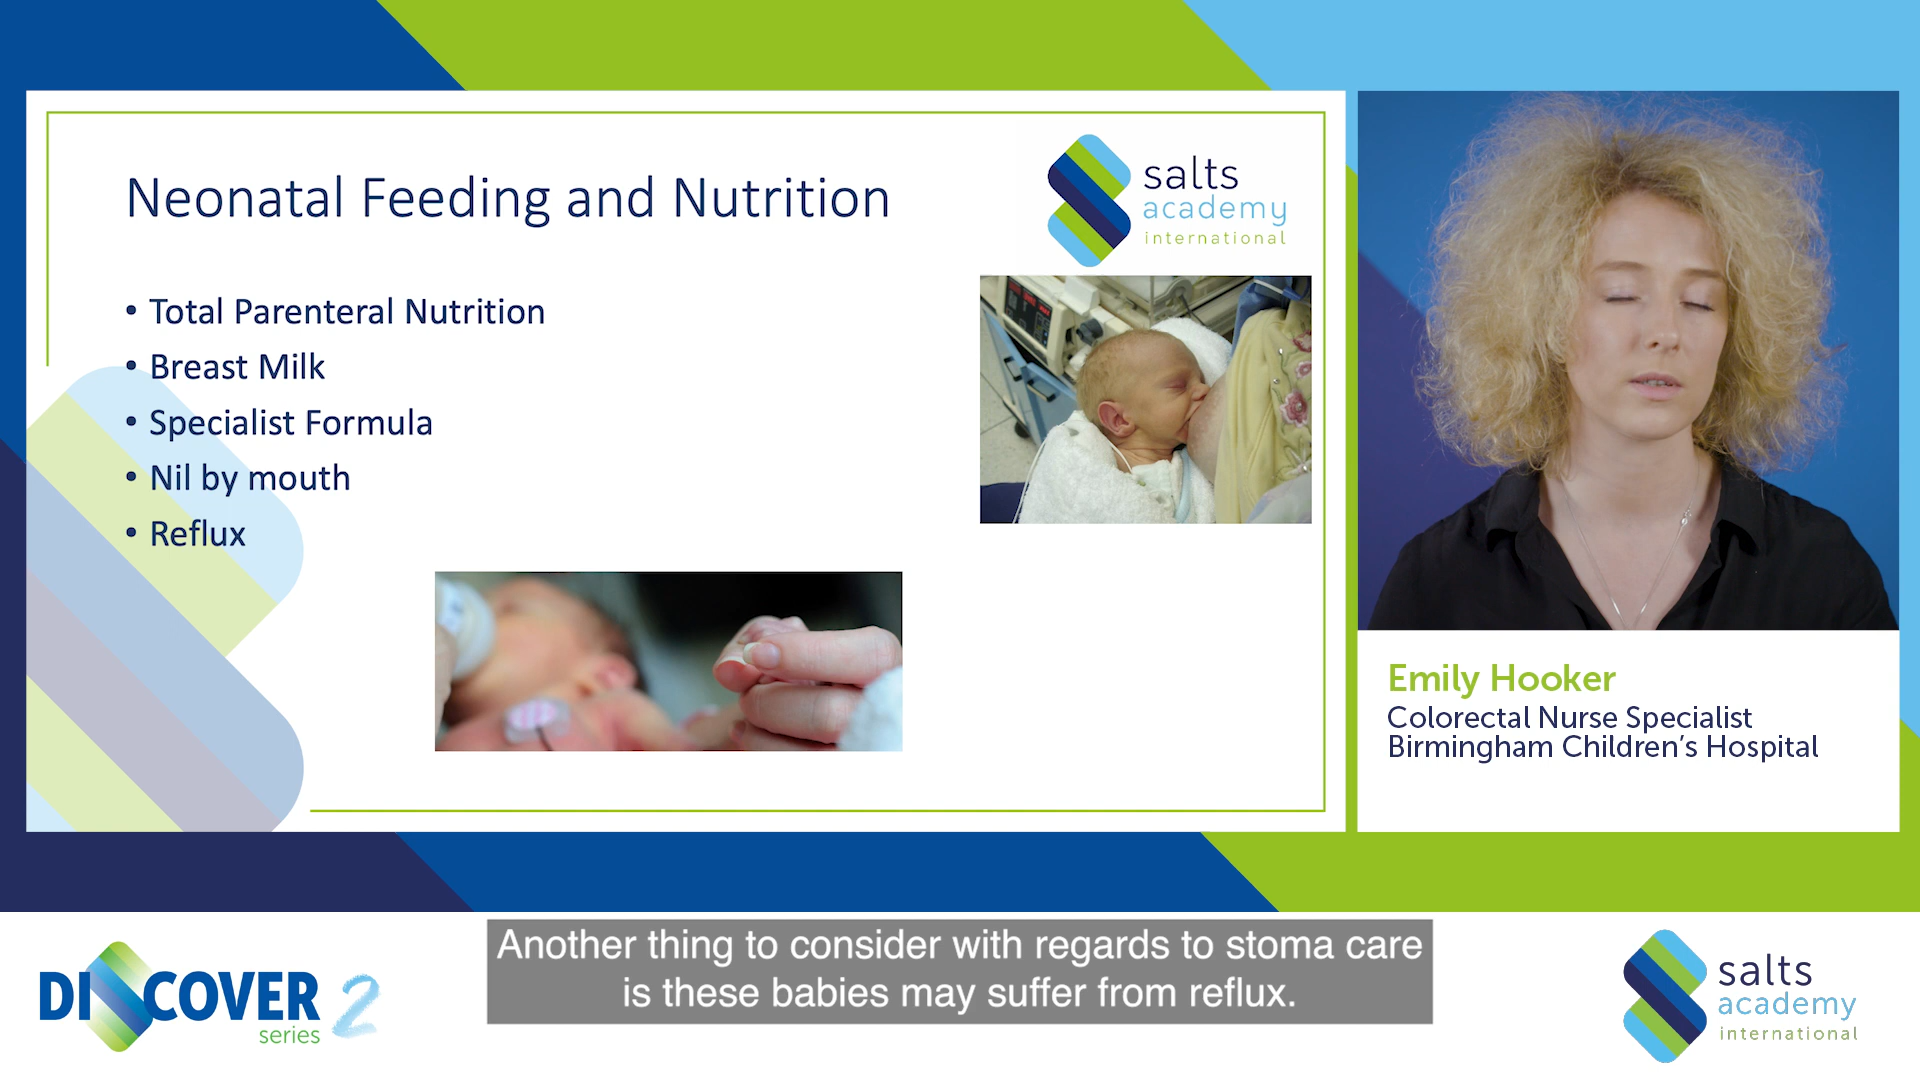 Neonatal Feeding and Nutrition
salts
academy
international
• Total Parenteral Nutrition
• Breast Milk
• Specialist Formula
• Nil by mouth
• Reflux
Emily Hooker
Colorectal Nurse Specialist
Birmingham Children's Hospital
Another thing to consider with regards to stoma care
is these babies may suffer from reflux.
DISCOVER 2
series
salts
academy
international